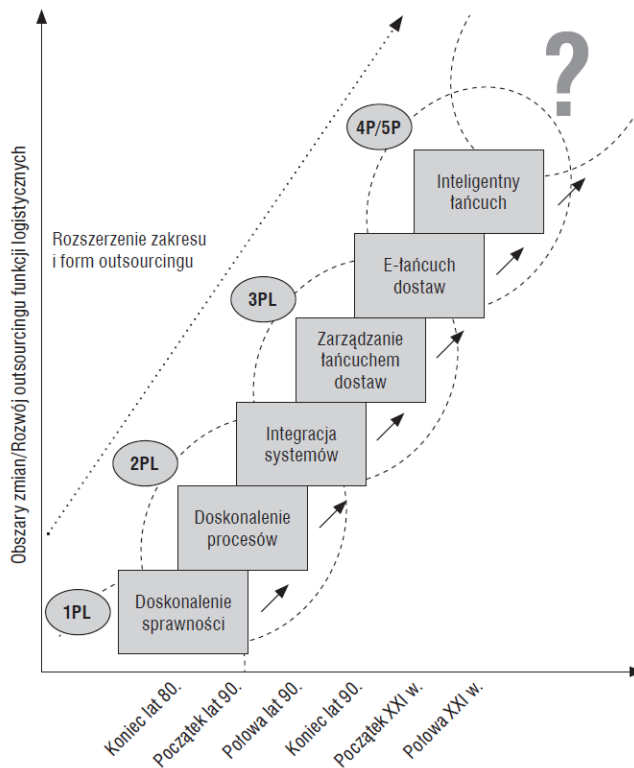 ?
4P/5P
Inteligentny
łańcuch
Rozszerzenie zakresu
i form outsourcingu
E-łańcuch
dostaw
3PL
Zarządzanie
łańcuchem
dostaw
Integracja
systemów
2PL
Doskonalenie
procesów
1PL
Doskonalenie
sprawności
Obszary zmian/Rozwój outsourcingu funkcji logistycznych
Koniec lat 80.
Początek lat 90.
Połowa lat 90.
Koniec lat 90.
Początek XXI w.
Połowa XXI w.